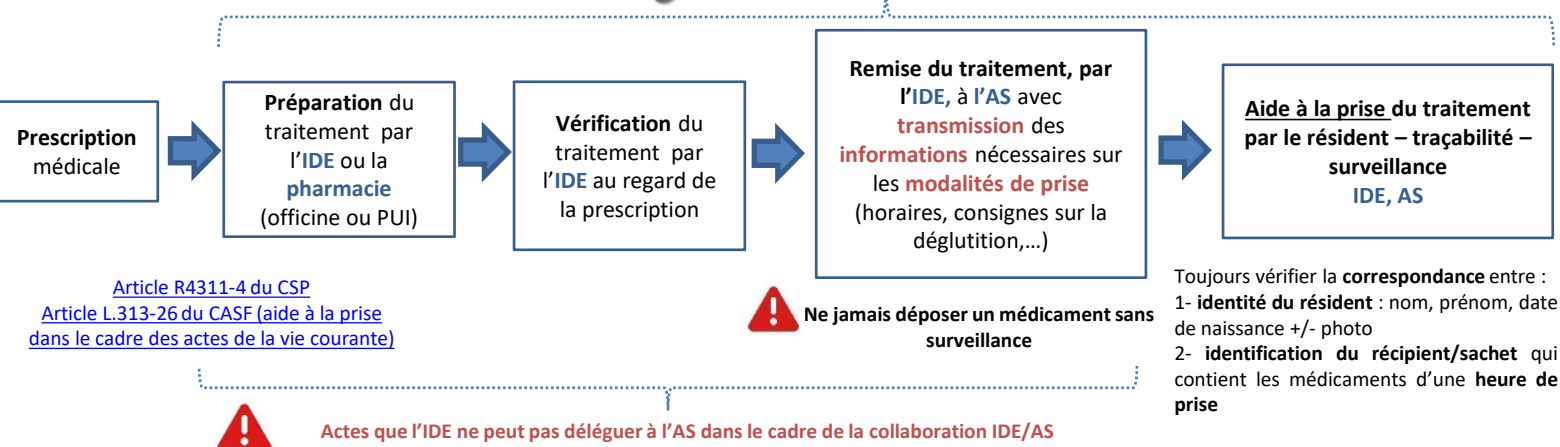 Prescription
médicale
Préparation du
traitement par
l’IDE ou la
pharmacie
(officine ou PUI)
Vérification du
traitement par
l’IDE au regard de
la prescription
Remise du traitement, par
l’IDE, à l’AS avec
transmission des
informations nécessaires sur
les modalités de prise
(horaires, consignes sur la
déglutition,…)
Aide à la prise du traitement
par le résident – traçabilité –
surveillance
IDE, AS
Article R4311-4 du CSP
Article L.313-26 du CASF (aide à la prise
dans le cadre des actes de la vie courante)
Ne jamais déposer un médicament sans
surveillance
Toujours vérifier la correspondance entre :
1- identité du résident : nom, prénom, date
de naissance +/- photo
2- identification du récipient/sachet qui
contient les médicaments d’une heure de
prise
Actes que l’IDE ne peut pas déléguer à l’AS dans le cadre de la collaboration IDE/AS